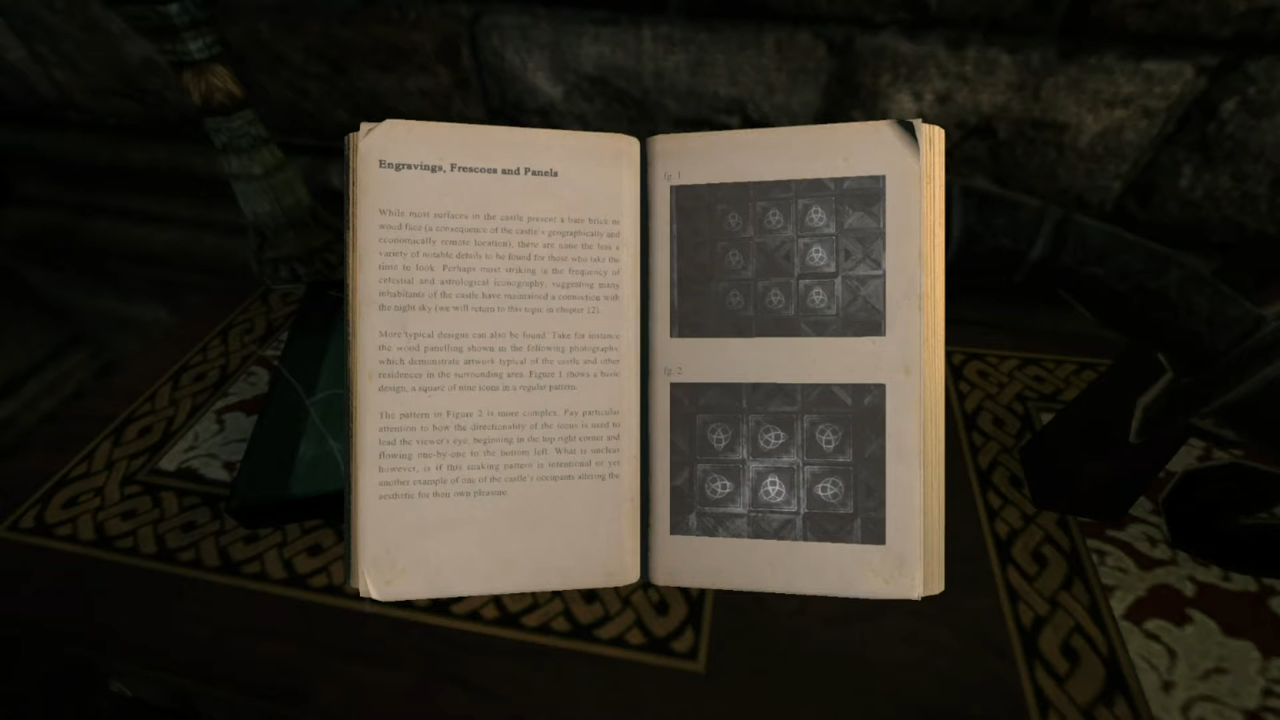 Engravings, Frescoes and Panels
While most surfaces in the castle present a bare brick or
wood face (a consequence of the castle's geographically and
economically remote location), there are none the less a
variety of notable details to be found for those who take the
time to look. Perhaps most striking is the frequency of
celestial and astrological iconography, suggesting many
inhabitants of the castle have maintained a connection with
the night sky (we will return to this topic in chapter 12).
More typical designs can also be found. Take for instance
the wood panelling shown in the following photographs,
which demonstrate artwork typical of the castle and other
residences in the surrounding area. Figure 1 shows a basic
design, a square of nine icons in a regular pattern.
The pattern in Figure 2 is more complex. Pay particular
attention to how the directionality of the icons is used to
lead the viewer's eye, beginning in the top right corner and
flowing one-by-one to the bottom left. What is unclear
however, is if this snaking pattern is intentional or yet
another example of one of the castle's occupants altering the
aesthetic for their own pleasure.
fg. 1
fg. 2